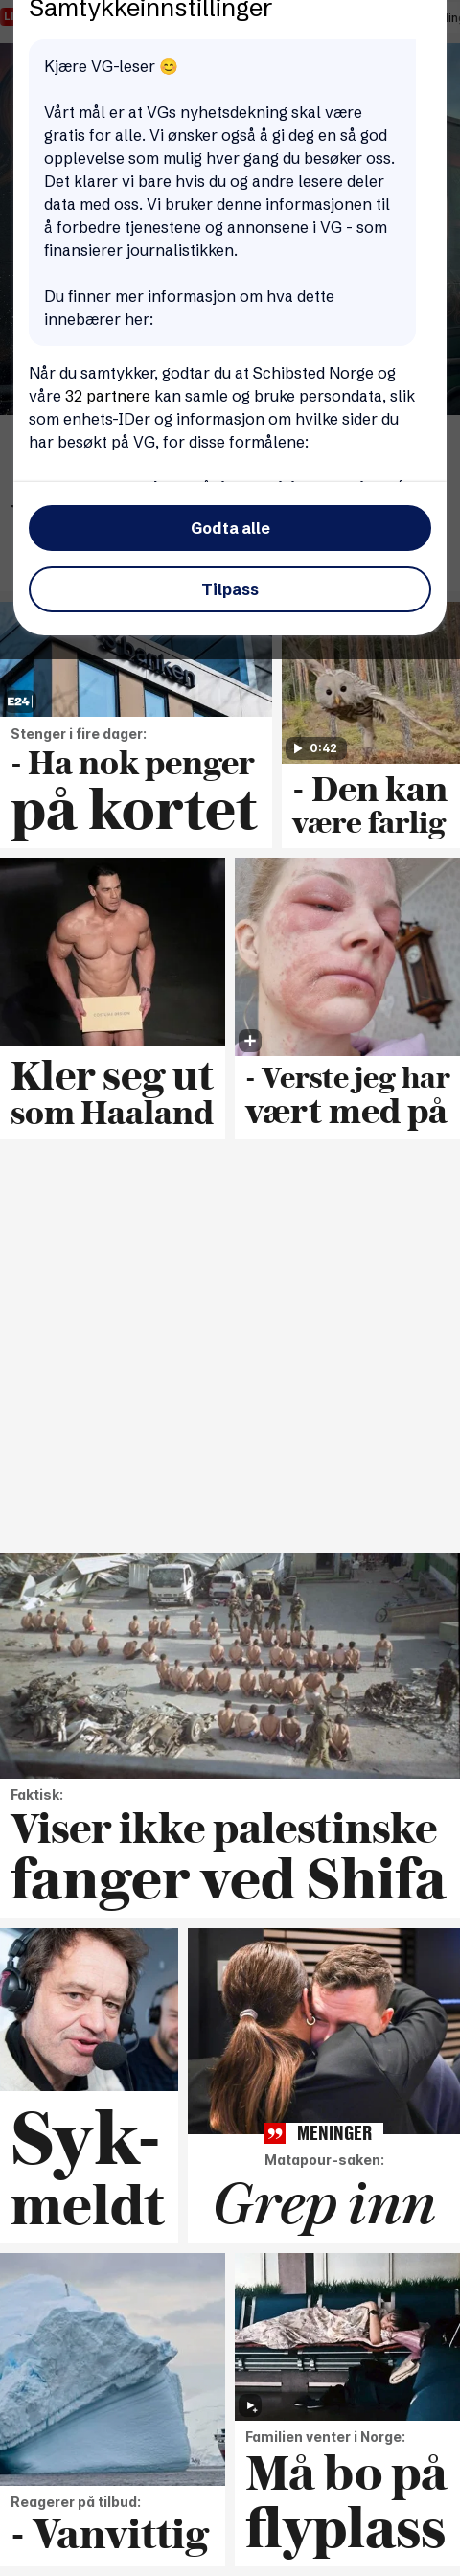 Samtykkeinnstillinger
Kjære VG-leser 😊
Vårt mål er at VGs nyhetsdekning skal være
gratis for alle. Vi ønsker også å gi deg en så god
opplevelse som mulig hver gang du besøker oss.
Det klarer vi bare hvis du og andre lesere deler
data med oss. Vi bruker denne informasjonen til
å forbedre tjenestene og annonsene i VG - som
finansierer journalistikken.
Du finner mer informasjon om hva dette
innebærer her:
Når du samtykker, godtar du at Schibsted Norge og
våre 32 partnere kan samle og bruke persondata, slik
som enhets-IDer og informasjon om hvilke sider du
har besøkt på VG, for disse formålene:
Godta alle
Tilpass
banken
E24
0:42
Stenger i fire dager:
- Ha nok penger
på kortet
- Den kan
være farlig
Kler seg ut
som Haaland
- Verste jeg har
vært med på
Faktisk:
Viser ikke palestinske
fanger ved Shifa
Syk-
meldt
MENINGER
Matapour-saken:
Grep inn
Reagerer på tilbud:
- Vanvittig
Familien venter i Norge:
Må bo på
flyplass